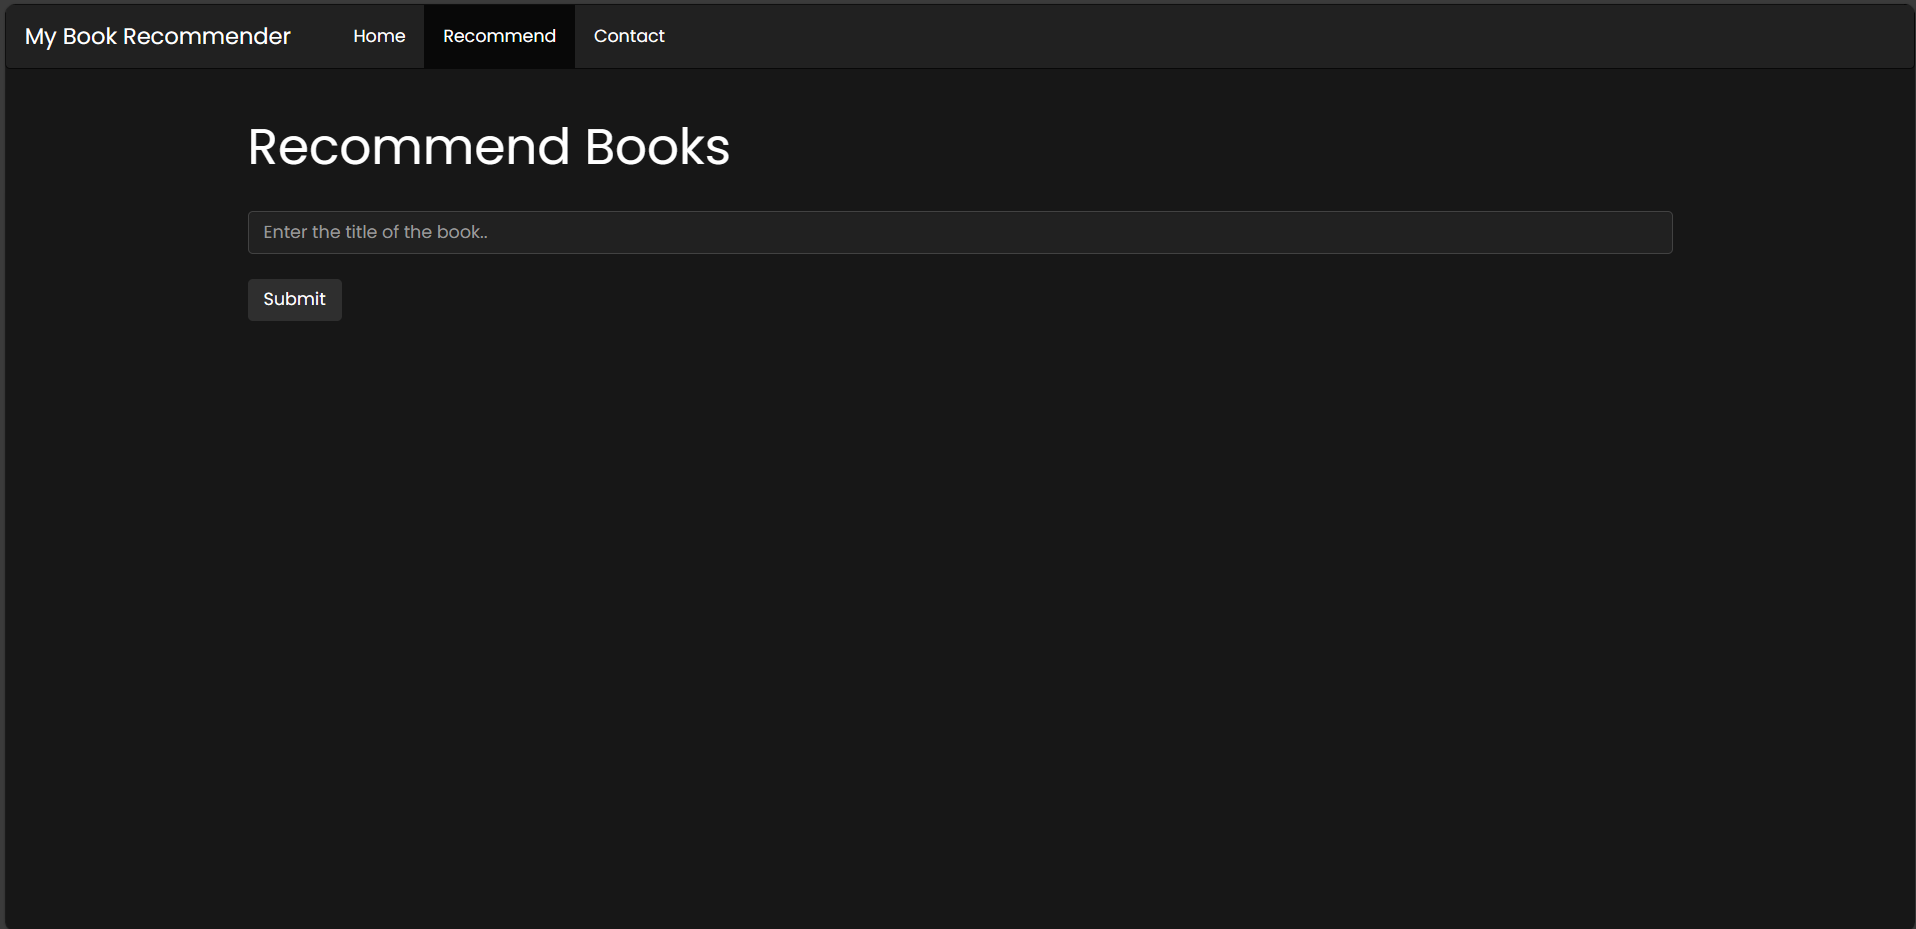 My Book Recommender Home Recommend Contact
Recommend Books
Enter the title of the book..
Submit